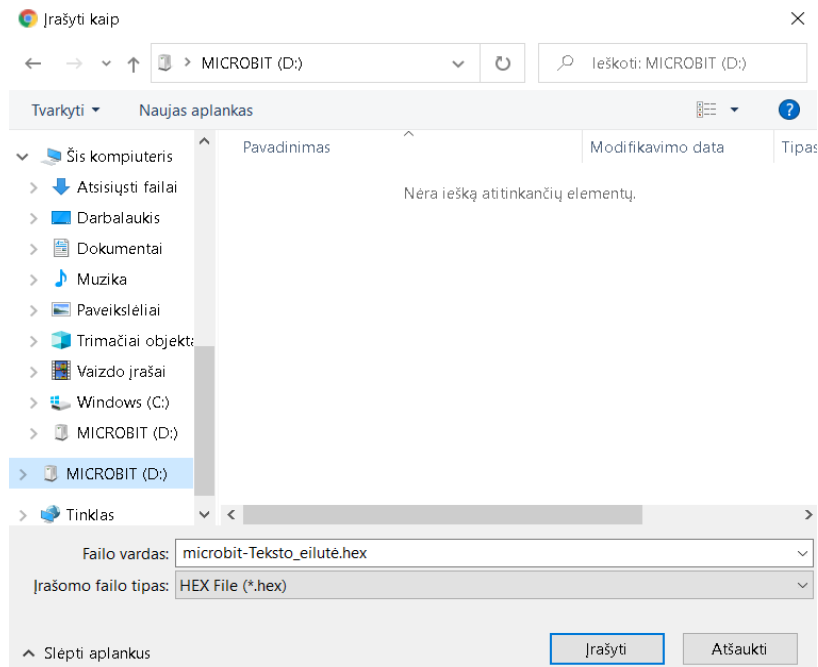 Įrašyti kaip
MICROBIT (D:)
Ieškoti: MICROBIT (D:)
Tvarkyti
Naujas aplankas
Šis kompiuteris
Atsisiųsti failai
Darbalaukis
Dokumentai
Muzika
Paveikslėliai
Trimačiai objekta
Vaizdo įrašai
Windows (C:)
MICROBIT (D:)
MICROBIT (D:)
Tinklas
Pavadinimas
Modifikavimo data
Tipas
Nėra iešką atitinkančių elementų.
Failo vardas: microbit-Teksto_eilutė.hex
Įrašomo failo tipas: HEX File (*.hex)
Slėpti aplankus
Įrašyti
Atšaukti